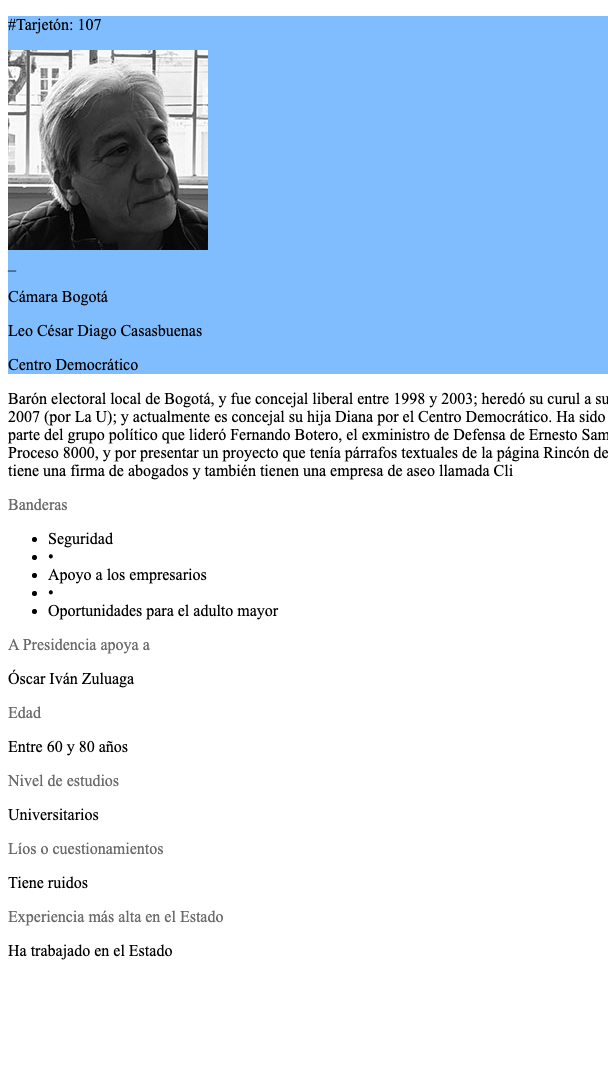 #Tarjetón: 107
_
Cámara Bogotá
Leo César Diago Casasbuenas
Centro Democrático
Barón electoral local de Bogotá, y fue concejal liberal entre 1998 y 2003; heredó su curul a su
2007 (por La U); y actualmente es concejal su hija Diana por el Centro Democrático. Ha sido
parte del grupo político que lideró Fernando Botero, el exministro de Defensa de Ernesto Sam
Proceso 8000, y por presentar un proyecto que tenía párrafos textuales de la página Rincón de
tiene una firma de abogados y también tienen una empresa de aseo llamada Cli
Banderas
• Seguridad
• •
• Apoyo a los empresarios
• •
• Oportunidades para el adulto mayor
A Presidencia apoya a
Óscar Iván Zuluaga
Edad
Entre 60 y 80 años
Nivel de estudios
Universitarios
Líos o cuestionamientos
Tiene ruidos
Experiencia más alta en el Estado
Ha trabajado en el Estado